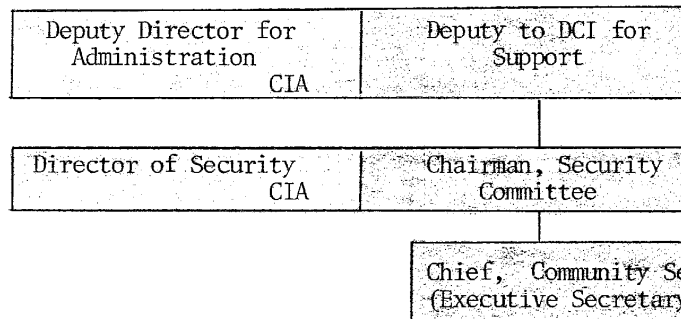 Deputy Director for
Administration
CIA
Deputy to DCI for
Support
Director of Security
CIA
Chairman, Security
Committee
Chief, Community
(Executive Secretary